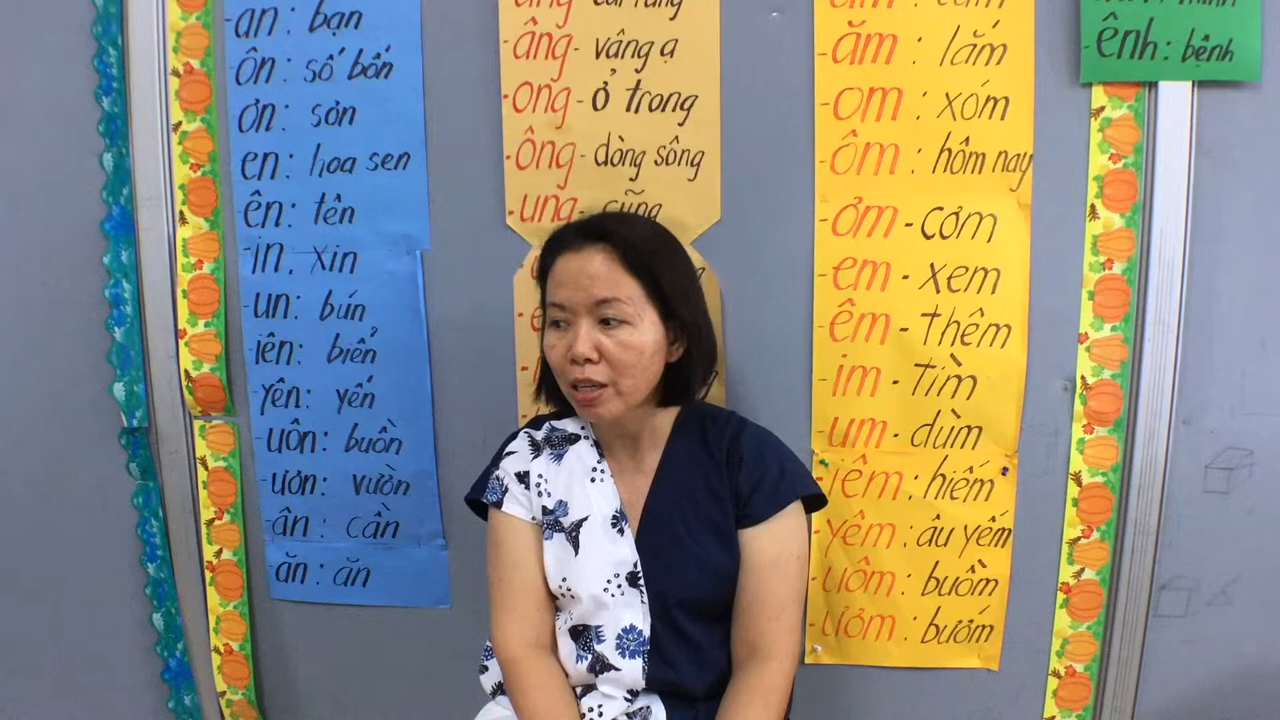 -an: bạn
ôn: số bốn
ơn: sơn
en: hoa sen
ên: tên
-in. xin
-un: bún
iên: biển
yên: yến
-uôn: buồn
-ươn: vườn
-ân: cần
-ăn: ăn
-âng- vâng ạ
-ong- ở trong
-ông- dòng sông
-ung- cũng
-ăm: lắm
-om: xóm
-ôm: hôm nay
-ơm-cơm
-em-xem
-êm-thêm
-im-tìm
-um-dùm
-iêm: hiếm
-yêm: âu yếm
-uôm: buồm
-ươm: bướm
-ênh: bệnh